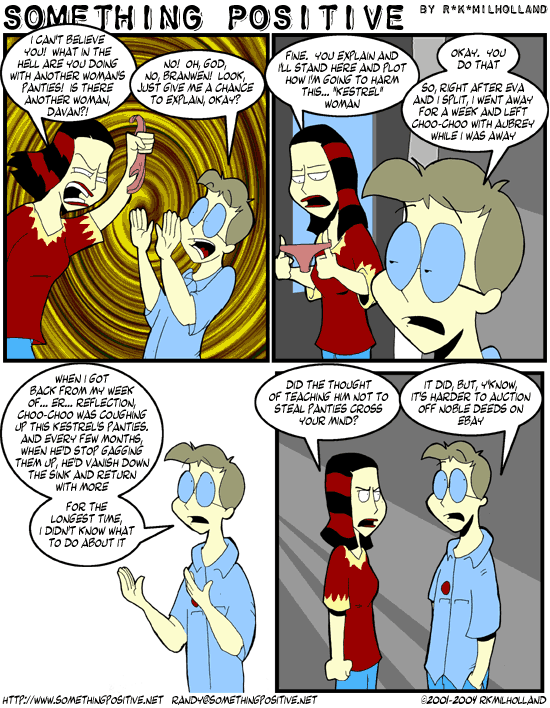 SOMETHING POSITIVE
BY R*K*MILHOLLAND
I CAN'T BELIEVE
YOU! WHAT IN THE
HELL ARE YOU DOING
WITH ANOTHER WOMAN'S
PANTIES! IS THERE
ANOTHER WOMAN,
DAVAN?!
NO! OH, GOD,
NO, BRANWEN! LOOK,
JUST GIVE ME A CHANCE
TO EXPLAIN, OKAY?
FINE. YOU EXPLAIN AND
I'LL STAND HERE AND PLOT
HOW I'M GOING TO HARM
THIS... "KESTREL"
WOMAN
OKAY. YOU
DO THAT
SO, RIGHT AFTER EVA
AND I SPLIT, I WENT AWAY
FOR A WEEK AND LEFT
CHOO-CHOO WITH AUBREY
WHILE I WAS AWAY
WHEN I GOT
BACK FROM MY WEEK
OF... ER... REFLECTION,
CHOO-CHOO WAS COUGHING
UP THIS KESTREL'S PANTIES.
AND EVERY FEW MONTHS,
WHEN HE'D STOP GAGGING
THEM UP, HE'D VANISH DOWN
THE SINK AND RETURN
WITH MORE
FOR THE
LONGEST TIME,
I DIDN'T KNOW WHAT
TO DO ABOUT IT
DID THE THOUGHT
OF TEACHING HIM NOT TO
STEAL PANTIES CROSS
YOUR MIND?
IT DID, BUT, Y'KNOW,
IT'S HARDER TO AUCTION
OFF NOBLE DEEDS ON
EBAY
HTTP://WWW.SOMETHINGPOSITIVE.NET RANDY@SOMETHINGPOSITIVE.NET
©2001-2004 RKMILHOLLAND